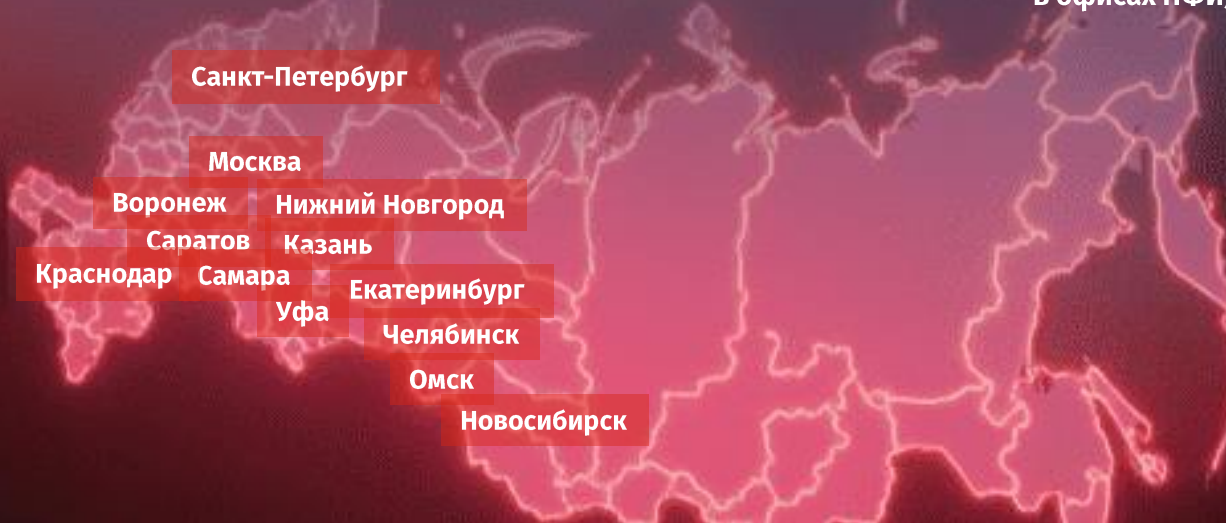 Санкт-Петербург
Москва
Воронеж
Нижний Новгород
Саратов
Казань
Краснодар
Самара
Екатеринбург
Уфа
Челябинск
Омск
Новосибирск